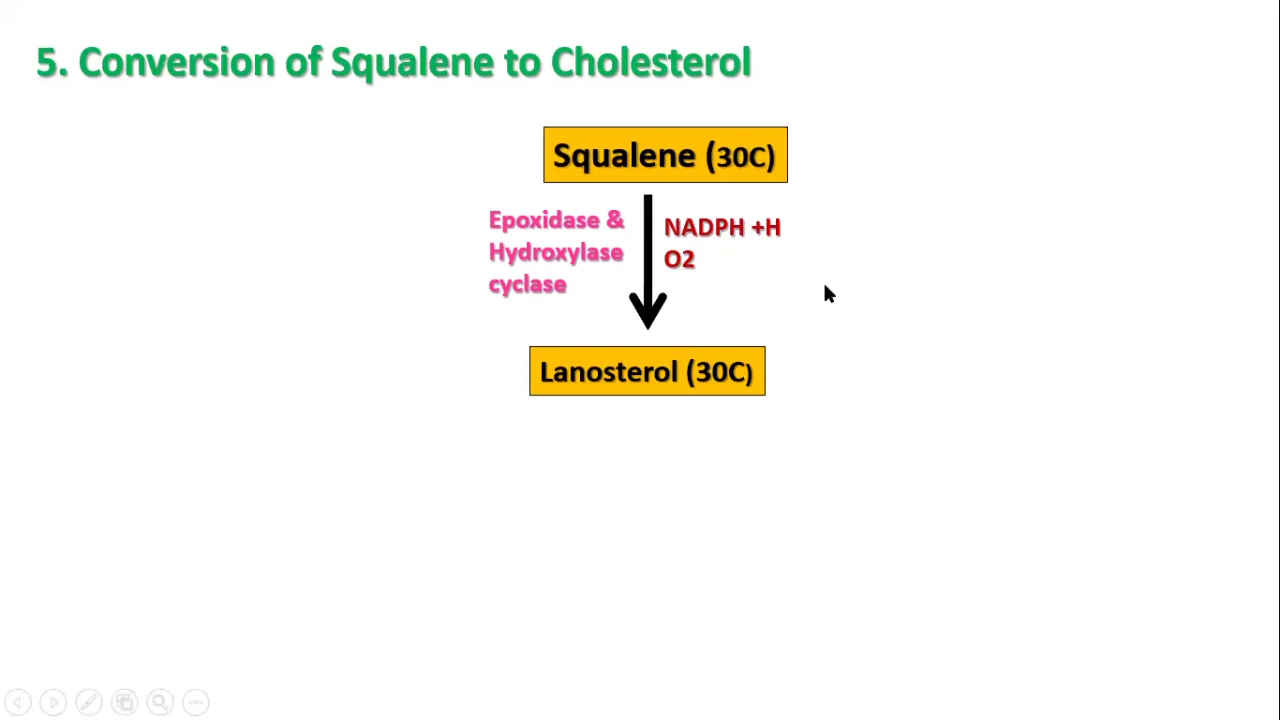 5. Conversion of Squalene to Cholesterol
Squalene (30C)
Epoxidase &
Hydroxylase
cyclase
NADPH +H
O2
Lanosterol (30C)